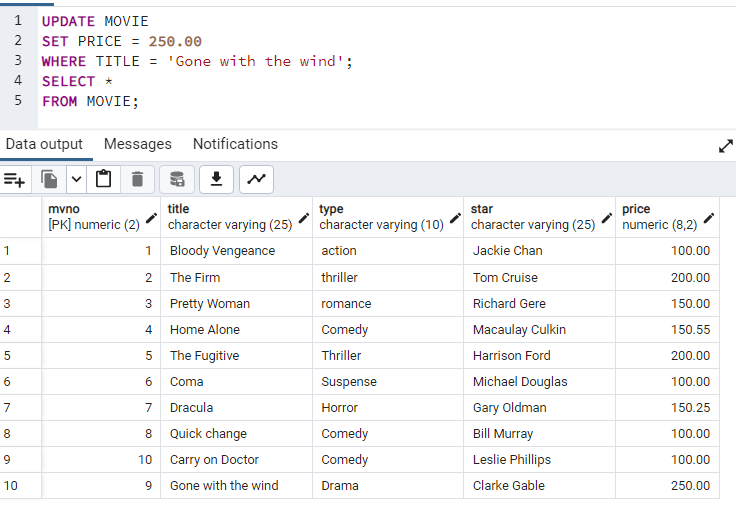 1 UPDATE MOVIE
2 SET PRICE = 250.00
3 WHERE TITLE = 'Gone with the wind';
4 SELECT *
5 FROM MOVIE;
Data output Messages Notifications
mvno title type star price
[PK] numeric (2) character varying (25) character varying (10) character varying (25) numeric (8,2)
1 1 Bloody Vengeance action Jackie Chan 100.00
2 2 The Firm thriller Tom Cruise 200.00
3 3 Pretty Woman romance Richard Gere 150.00
4 4 Home Alone Comedy Macaulay Culkin 150.55
5 5 The Fugitive Thriller Harrison Ford 200.00
6 6 Coma Suspense Michael Douglas 100.00
7 7 Dracula Horror Gary Oldman 150.25
8 8 Quick change Comedy Bill Murray 100.00
9 10 Carry on Doctor Comedy Leslie Phillips 100.00
10 9 Gone with the wind Drama Clarke Gable 250.00